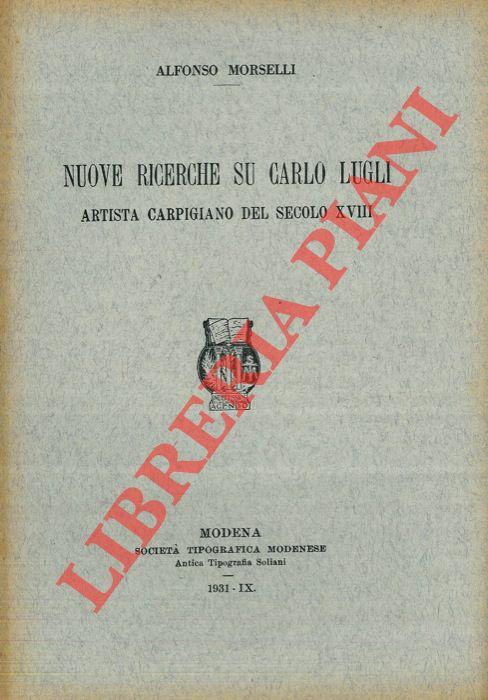 ALFONSO MORSELLI
NUOVE RICERCHE SU CARLO LUGLI
ARTISTA CARPIGIANO DEL SECOLO XVIII
AGENDO
MODENA
SOCIETÀ TIPOGRAFICA MODENESE
Antica Tipografia Soliani
1931 - IX.
LIBRERIA PIANI